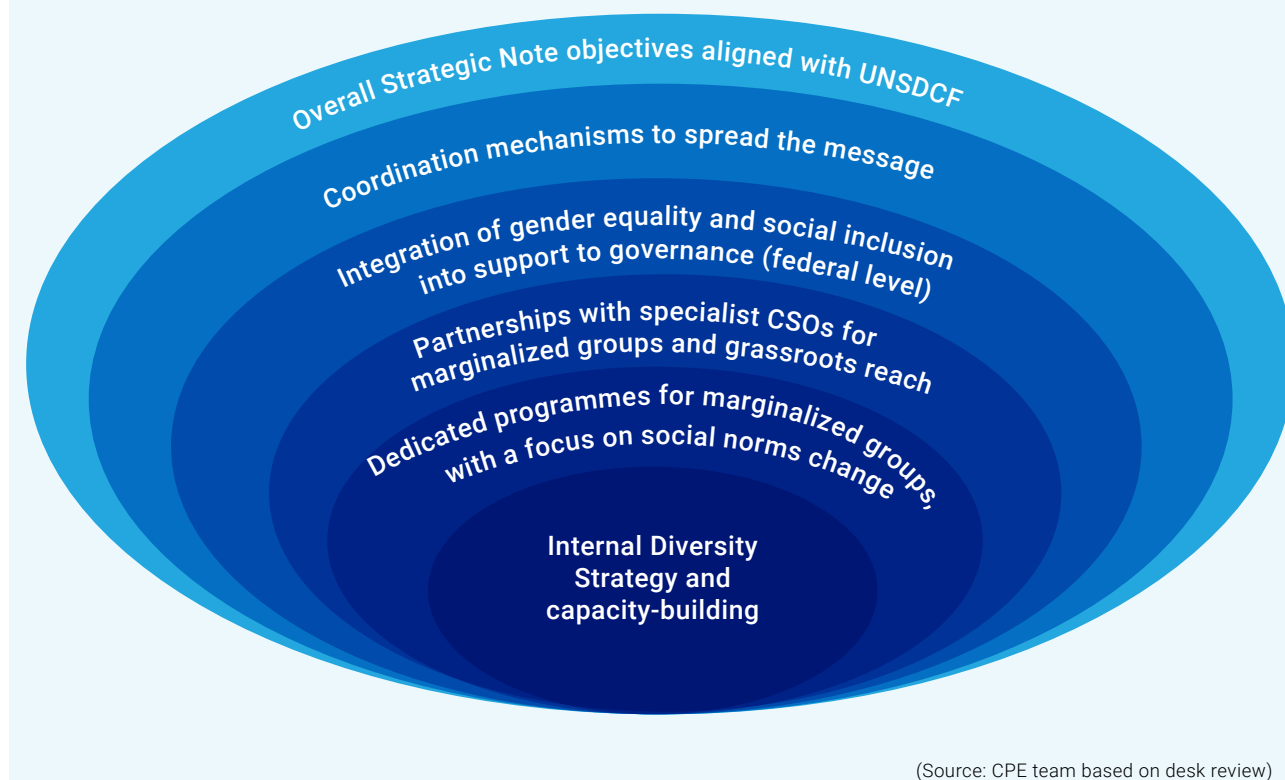 Overall Strategic Note objectives aligned with UNSDCF
Coordination mechanisms to spread the message
Integration of gender equality and social inclusion
into support to governance (federal level)
Partnerships with specialist CSOs for
marginalized groups and grassroots reach
Dedicated programmes for marginalized groups,
with a focus on social norms change
Internal Diversity
Strategy and
capacity-building
(Source: CPE team based on desk review)